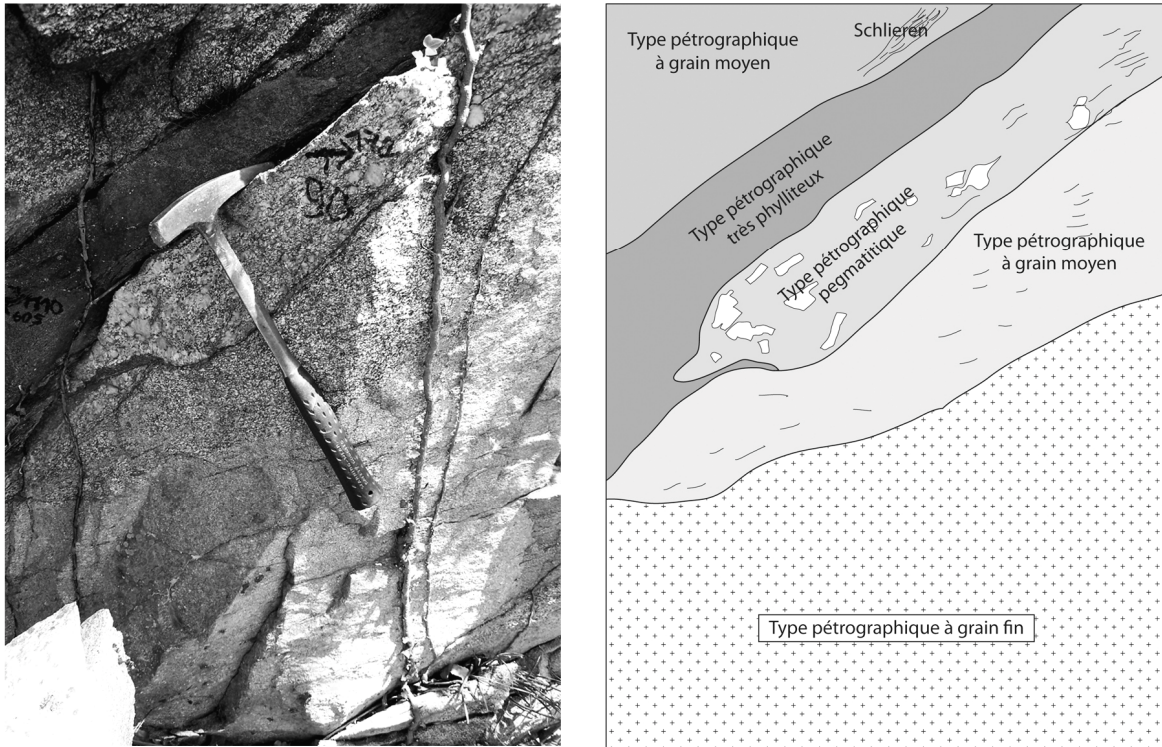 Type pétrographique
à grain moyen
Schlieren
Type pétrographique
très phylliteux
Type pétrographique
pegmatitique
Type pétrographique
à grain moyen
Type pétrographique à grain fin